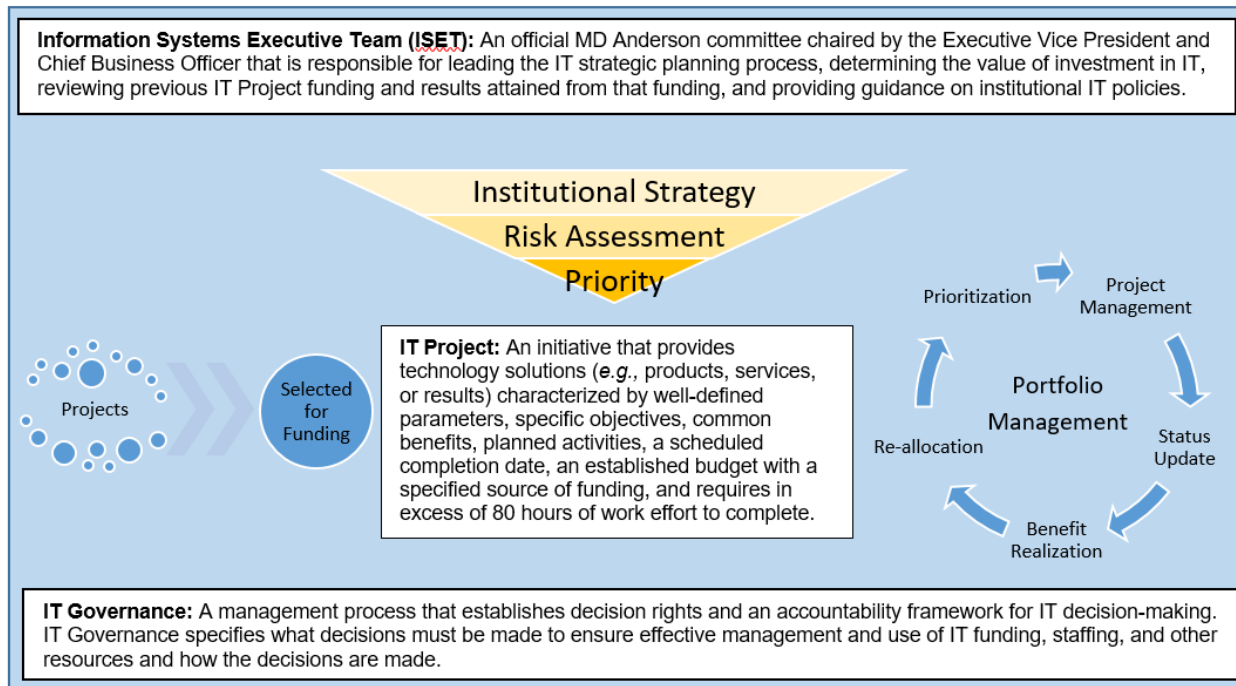 Information Systems Executive Team (ISET): An official MD Anderson committee chaired by the Executive Vice President and
Chief Business Officer that is responsible for leading the IT strategic planning process, determining the value of investment in IT,
reviewing previous IT Project funding and results attained from that funding, and providing guidance on institutional IT policies.
Institutional Strategy
Risk Assessment
Priority
Projects
Selected
for
Funding
IT Project: An initiative that provides
technology solutions (e.g., products, services,
or results) characterized by well-defined
parameters, specific objectives, common
benefits, planned activities, a scheduled
completion date, an established budget with a
specified source of funding, and requires in
excess of 80 hours of work effort to complete.
Prioritization
Project
Management
Portfolio
Management
Status
Update
Re-allocation
Benefit
Realization
IT Governance: A management process that establishes decision rights and an accountability framework for IT decision-making.
IT Governance specifies what decisions must be made to ensure effective management and use of IT funding, staffing, and other
resources and how the decisions are made.